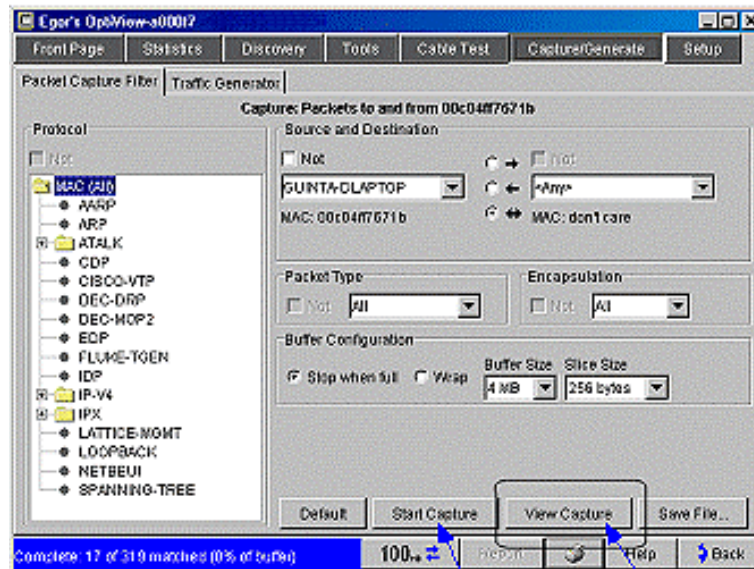 Egor's OptiView-a00017
Front Page Statistics Discovery Tools Cable Test Capture/Generate Setup
Packet Capture Filter Traffic Generator
Capture: Packets to and from 00c04ff7671b
Protocol
Not
MAC (All)
AARP
ARP
ATALK
CDP
CISCO-VTP
DEC-DRP
DEC-MOP2
EDP
FLUKE-TGEN
IDP
IP-V4
IPX
LATTICE-MGMT
LOOPBACK
NETBEUI
SPANNING-TREE
Source and Destination
Not Not
GUINTA-DLAPTOP <Any>
MAC: 00c04ff7671b MAC: don't care
Packet Type
Not All
Encapsulation
Not All
Buffer Configuration
Buffer Size Slice Size
Stop when full Wrap 4 MB 256 bytes
Default Start Capture View Capture Save File...
Complete: 17 of 319 matched (0% of buffer) 100 Report Help Back